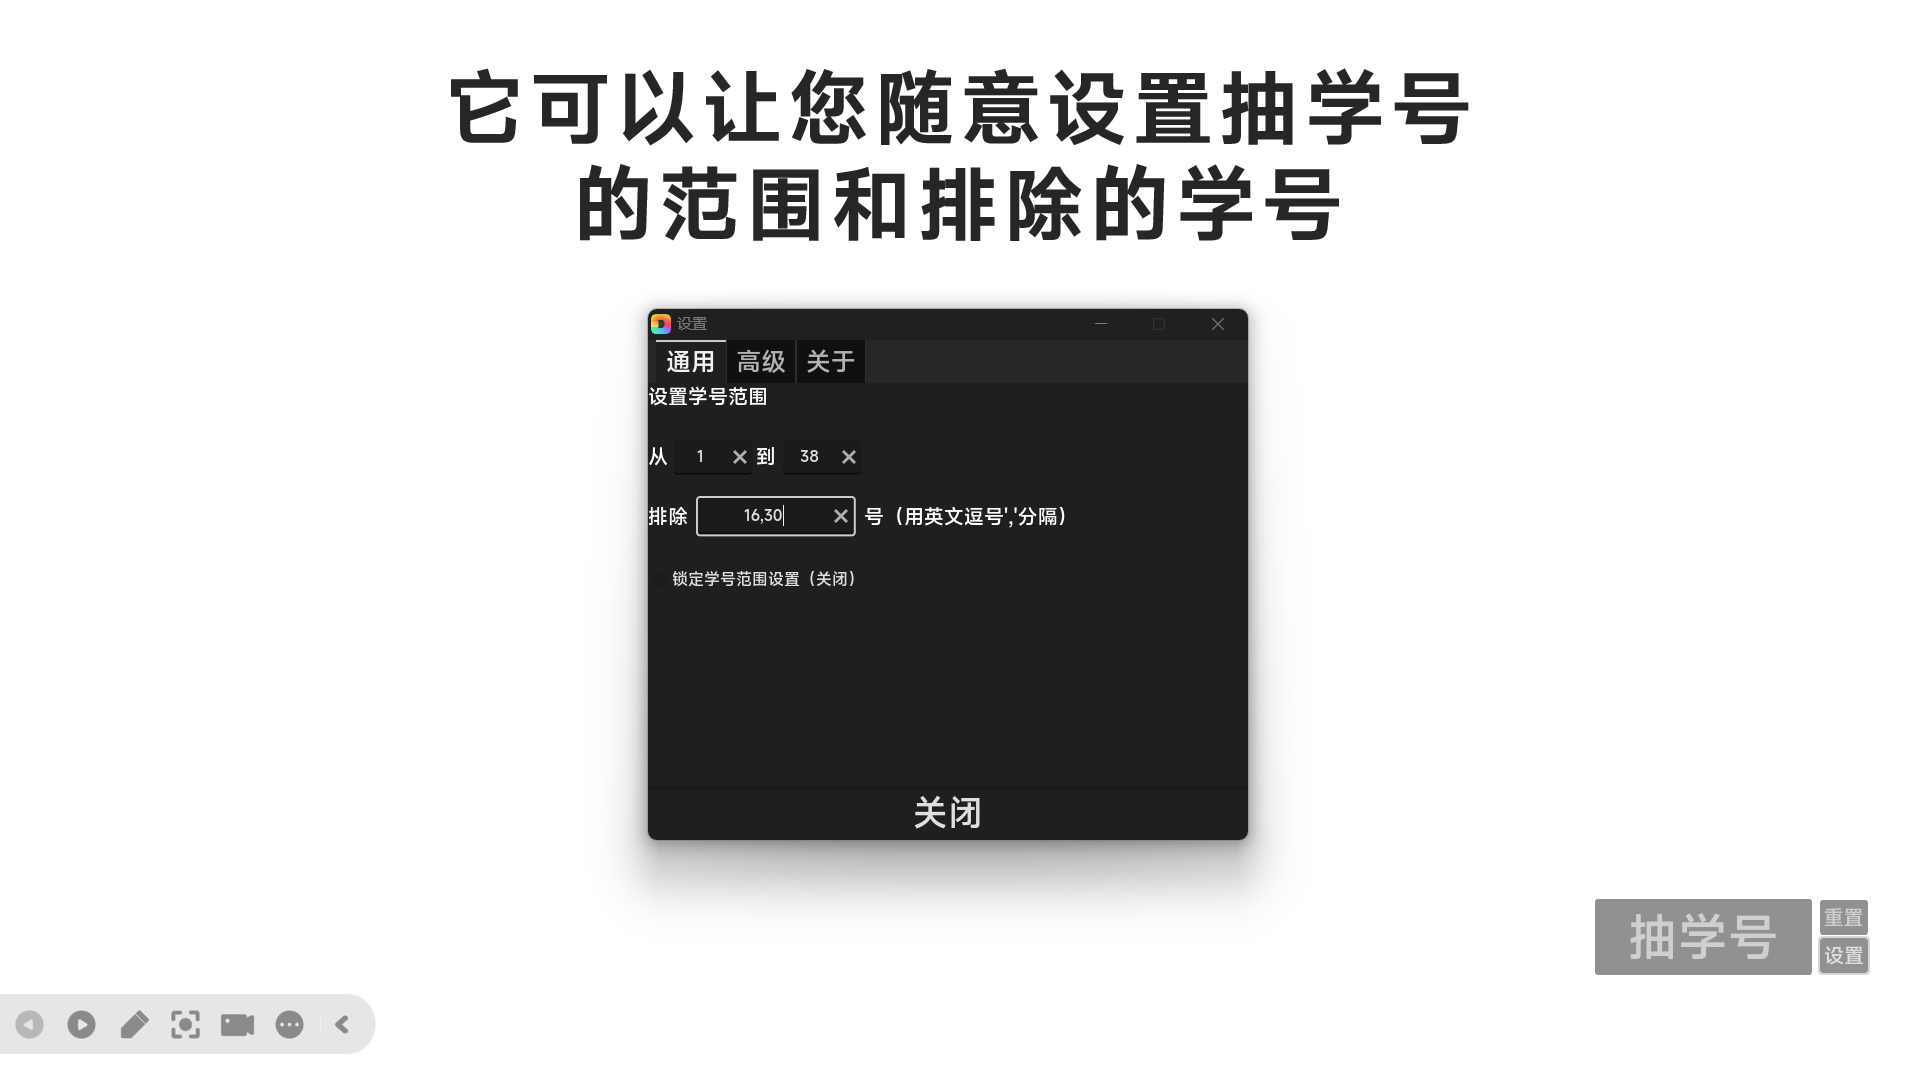 它可以让您随意设置抽学号
的范围和排除的学号
设置
通用 高级 关于
设置学号范围
从 1 到 38
排除 16,30 号（用英文逗号','分隔）
锁定学号范围设置（关闭）
关闭
抽学号
重置
设置